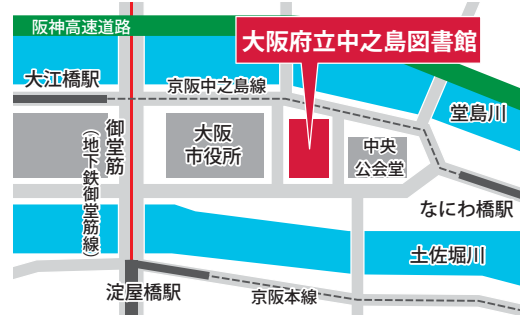 阪神高速道路
大阪府立中之島図書館
大江橋駅
京阪中之島線
堂島川
御堂筋
（地下鉄御堂筋線）
大阪
市役所
中央
公会堂
なにわ橋駅
土佐堀川
淀屋橋駅
京阪本線